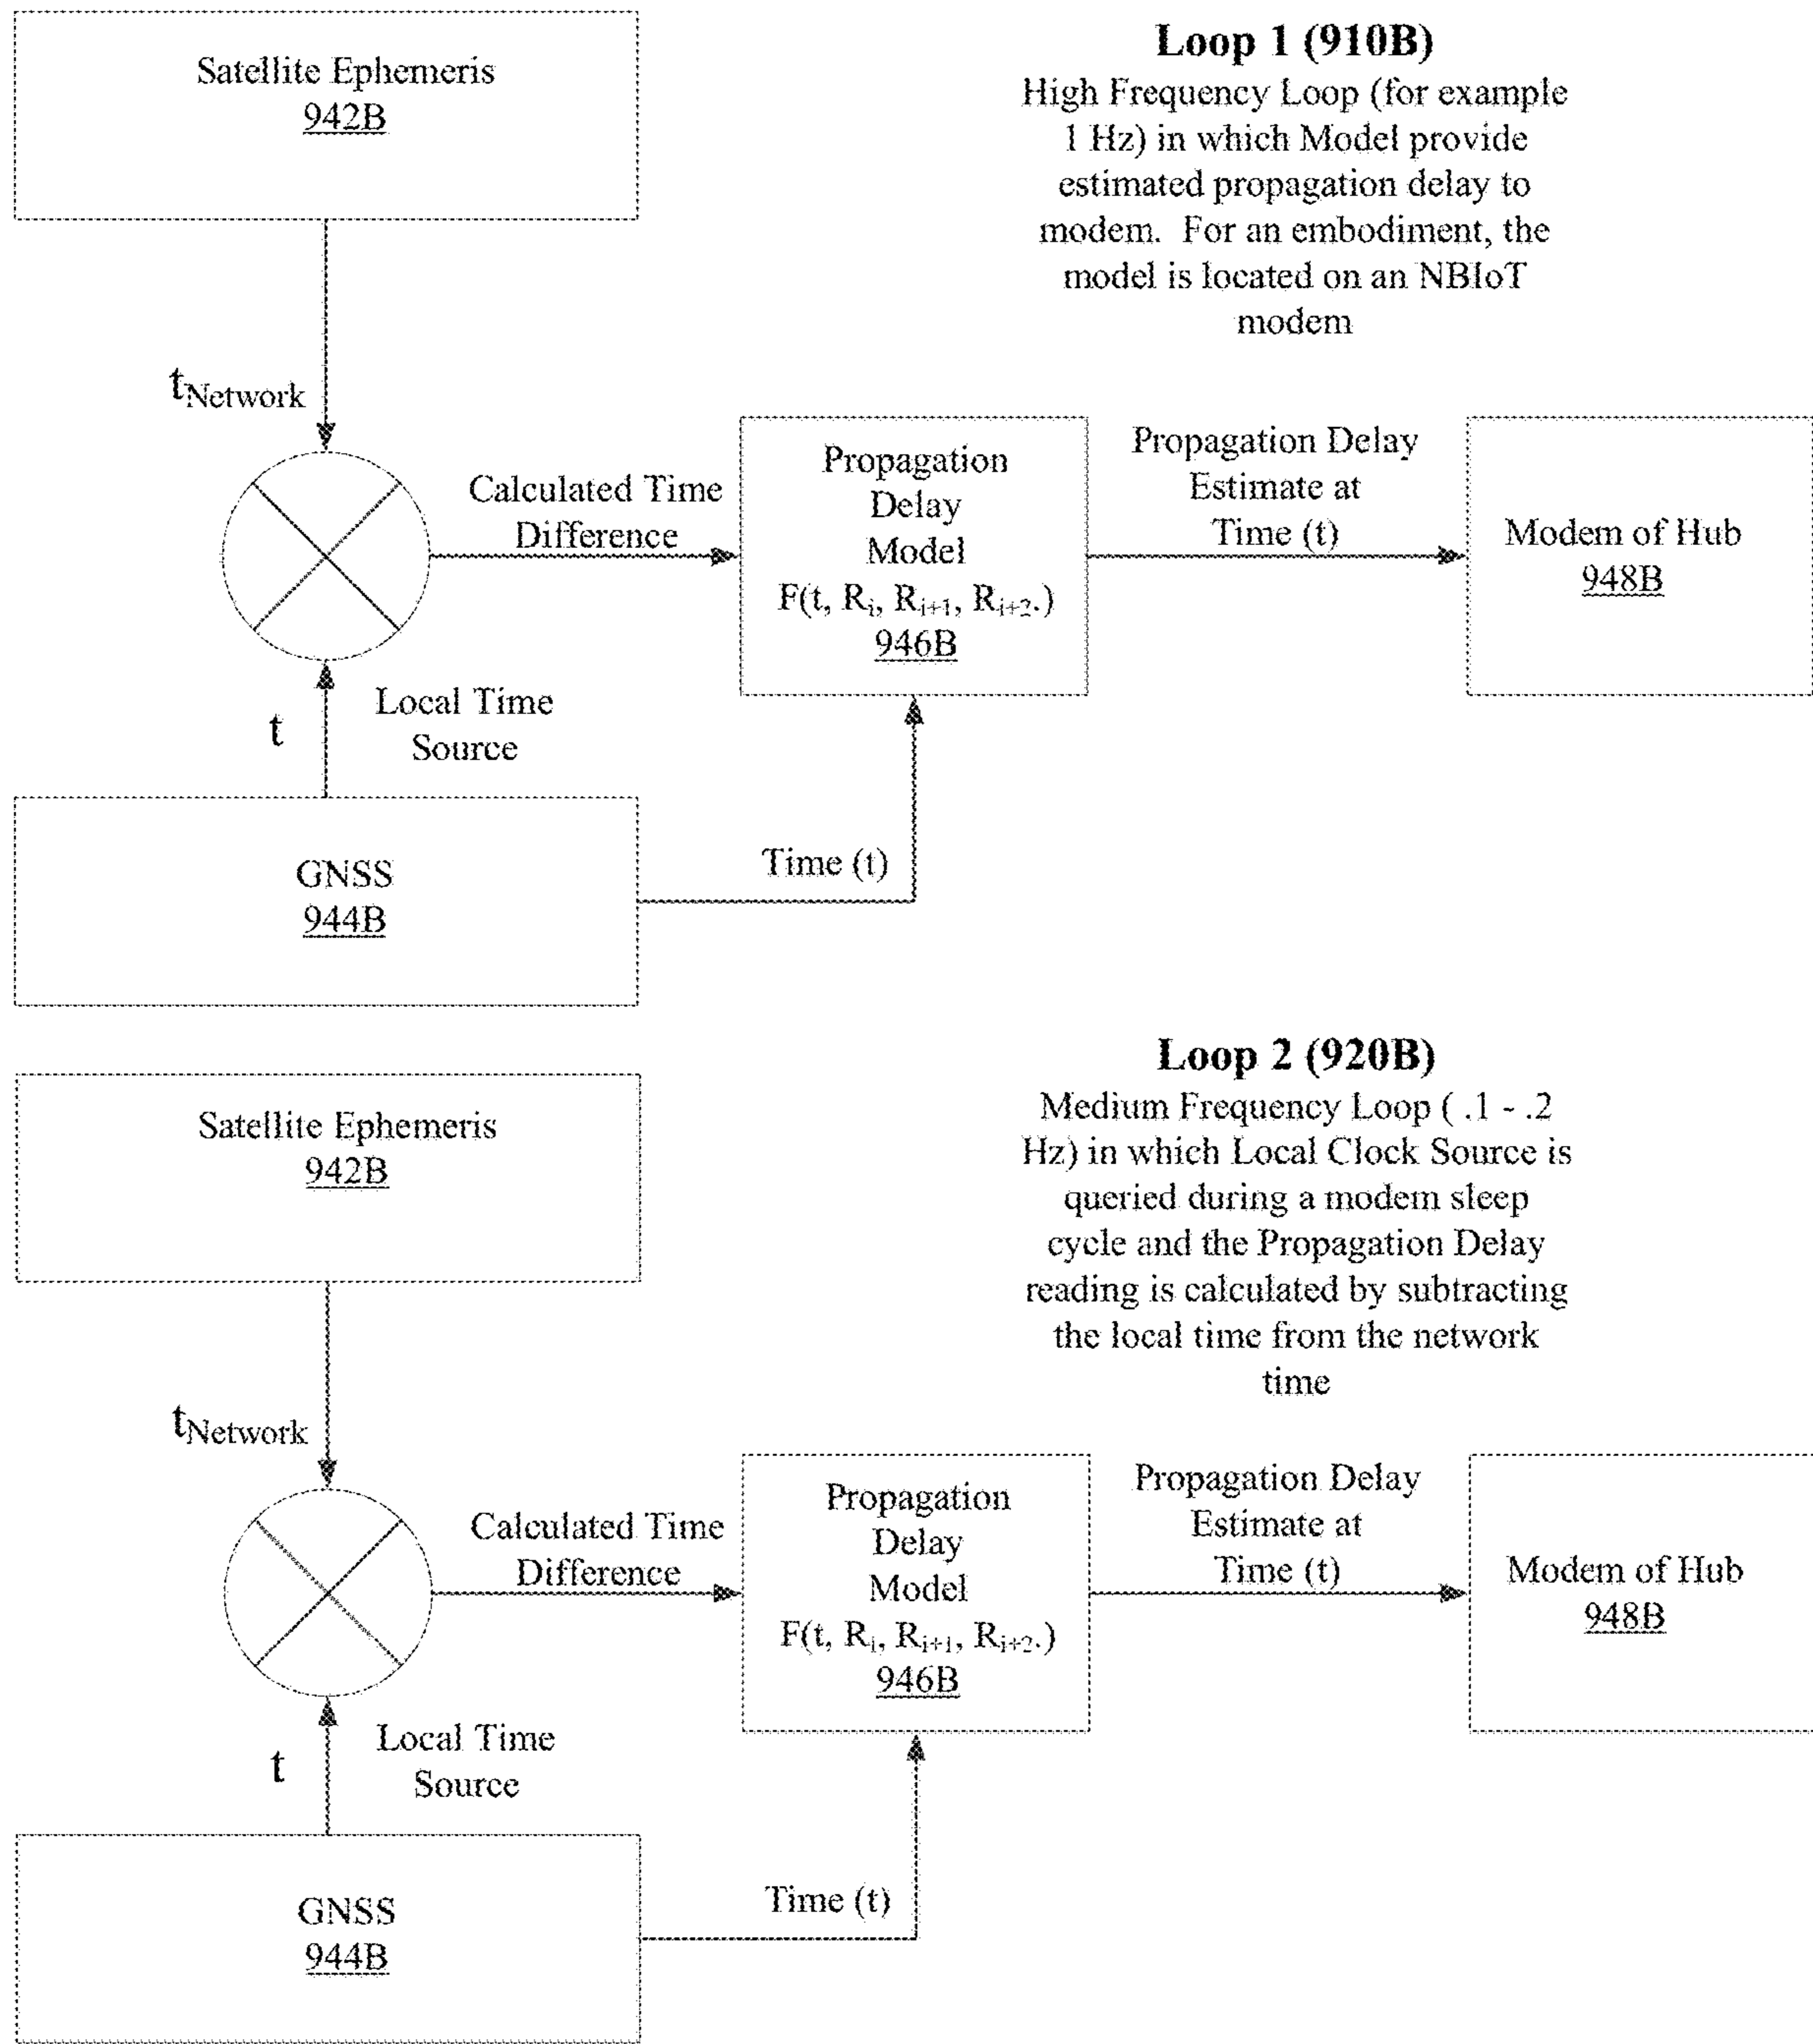 Satellite Ephemeris
942B
Loop 1 (910B)
High Frequency Loop (for example
1 Hz) in which Model provide
estimated propagation delay to
modem. For an embodiment, the
model is located on an NBIoT
modem
tNetwork
Calculated Time
Difference
Propagation
Delay
Model
F(t, Ri, Ri+1, Ri+2.)
946B
Propagation Delay
Estimate at
Time (t)
Modem of Hub
948B
t
Local Time
Source
GNSS
944B
Time (t)
Loop 2 (920B)
Medium Frequency Loop ( .1 - .2
Hz) in which Local Clock Source is
queried during a modem sleep
cycle and the Propagation Delay
reading is calculated by subtracting
the local time from the network
time
Satellite Ephemeris
942B
tNetwork
Calculated Time
Difference
Propagation
Delay
Model
F(t, Ri, Ri+1, Ri+2.)
946B
Propagation Delay
Estimate at
Time (t)
Modem of Hub
948B
t
Local Time
Source
GNSS
944B
Time (t)